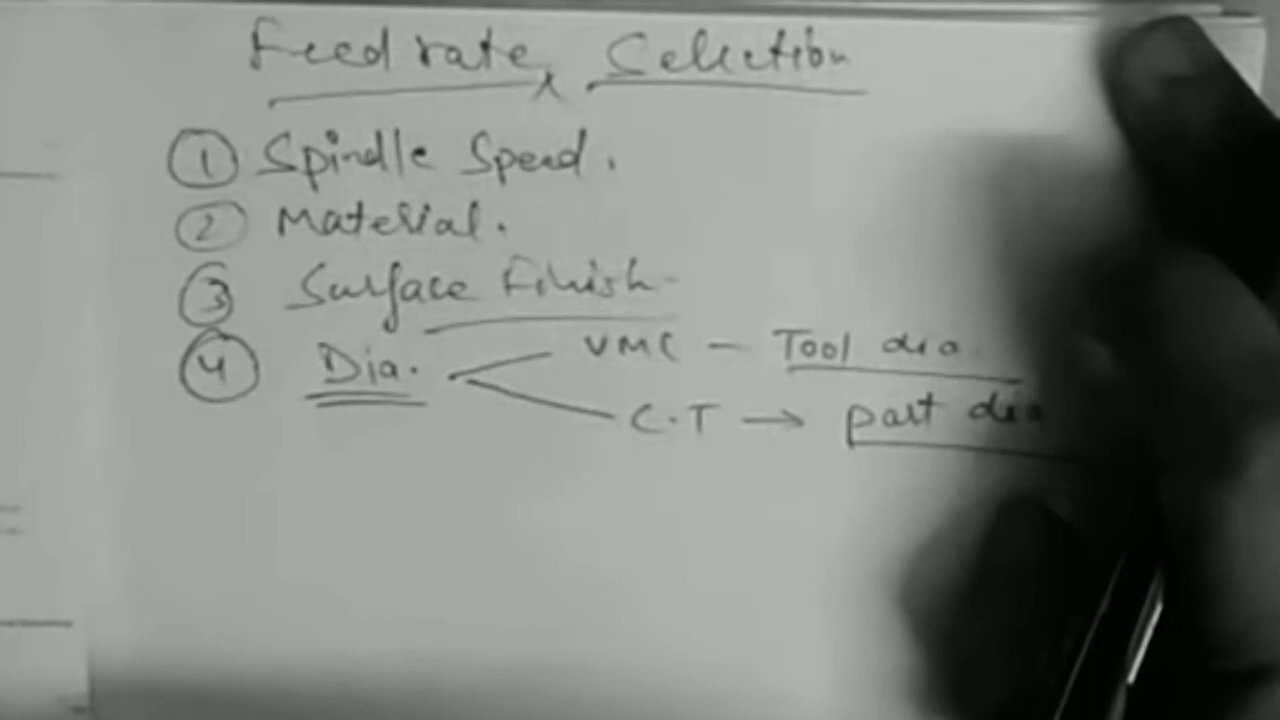 Feed rate Selection
① Spindle Speed.
② Material.
③ Surface Finish
④ Dia. VMC - Tool dia
C.T → part dia